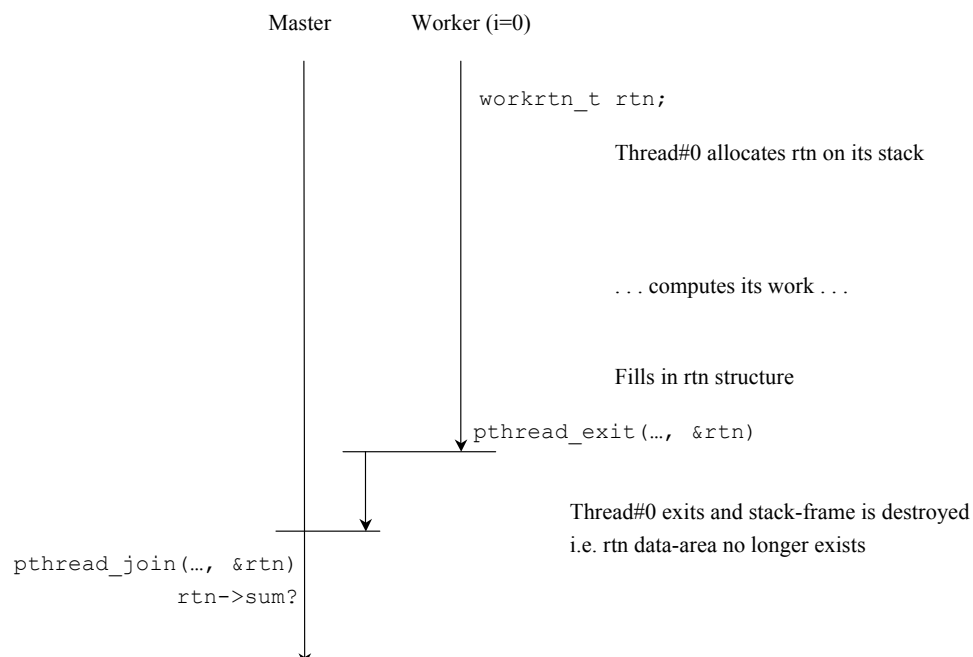 Master Worker (i=0)
workrtn_t rtn;
Thread#0 allocates rtn on its stack
. . . computes its work . . .
Fills in rtn structure
pthread_exit(…, &rtn)
Thread#0 exits and stack-frame is destroyed
i.e. rtn data-area no longer exists
pthread_join(…, &rtn)
rtn->sum?